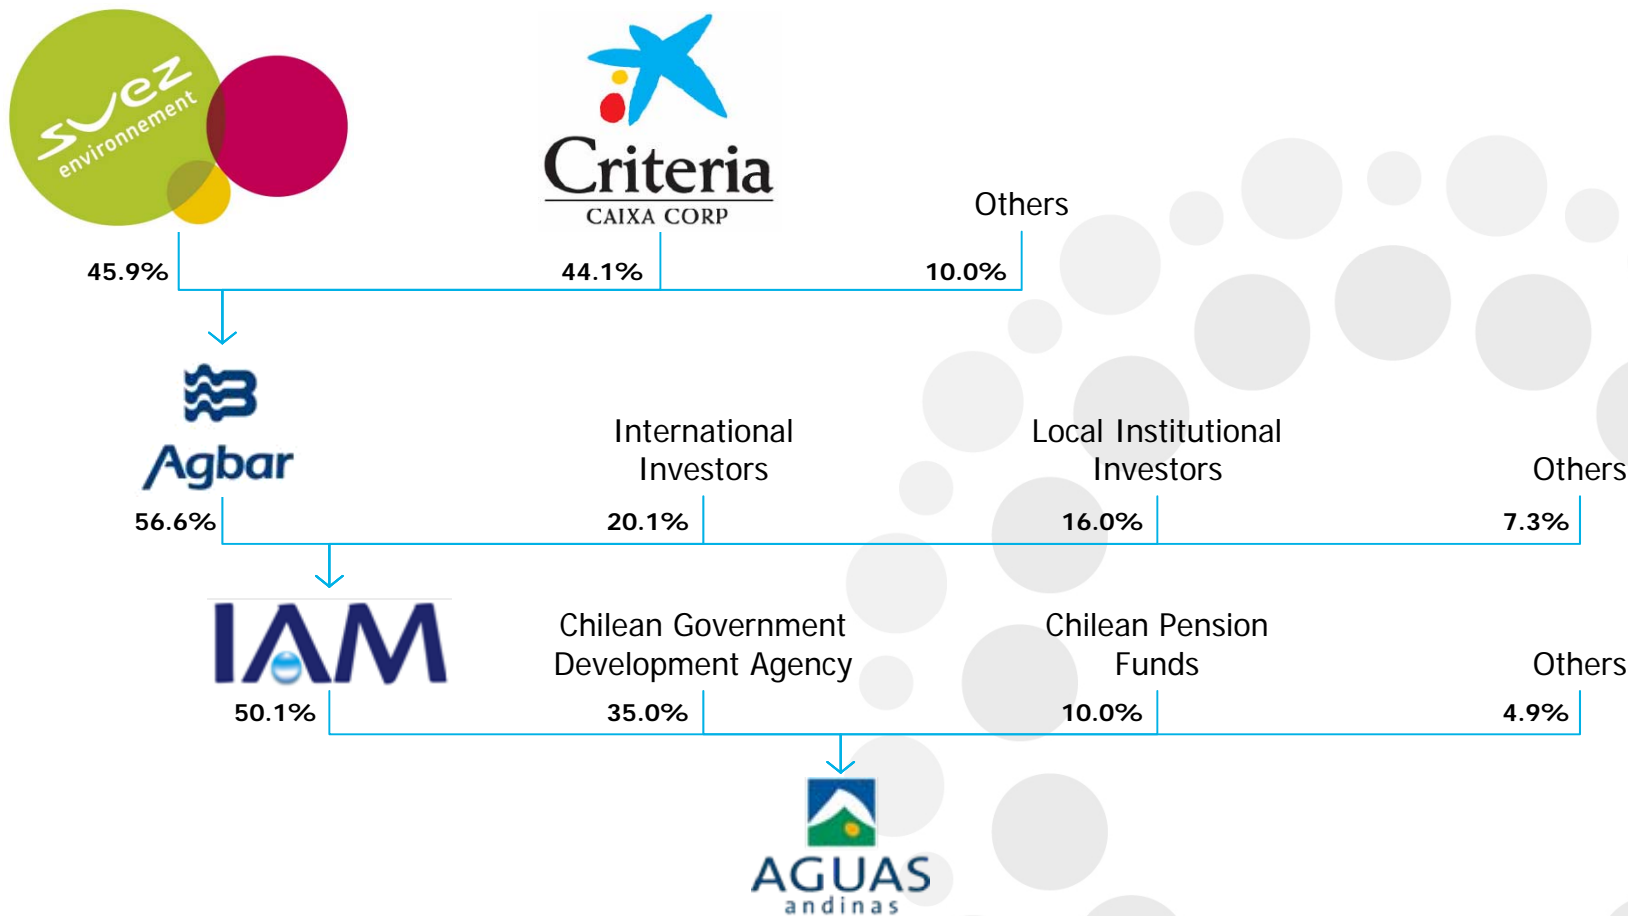 suez
environnement
Criteria
CAIXA CORP
Others
45.9%
44.1%
10.0%
Agbar
International
Investors
Local Institutional
Investors
Others
56.6%
20.1%
16.0%
7.3%
IAM
Chilean Government
Development Agency
Chilean Pension
Funds
Others
50.1%
35.0%
10.0%
4.9%
AGUAS
andinas